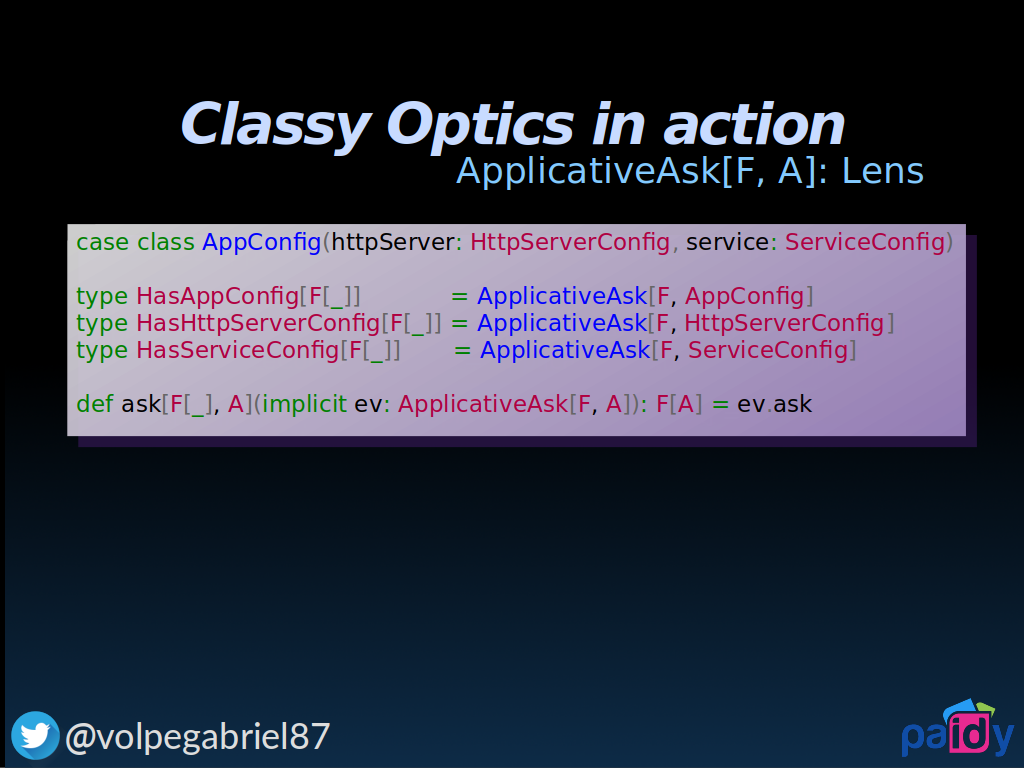 Classy Optics in action
ApplicativeAsk[F, A]: Lens
case class AppConfig(httpServer: HttpServerConfig, service: ServiceConfig)
type HasAppConfig[F[_]] = ApplicativeAsk[F, AppConfig]
type HasHttpServerConfig[F[_]] = ApplicativeAsk[F, HttpServerConfig]
type HasServiceConfig[F[_]] = ApplicativeAsk[F, ServiceConfig]
def ask[F[_], A](implicit ev: ApplicativeAsk[F, A]): F[A] = ev.ask
@volpegabriel87
paidy